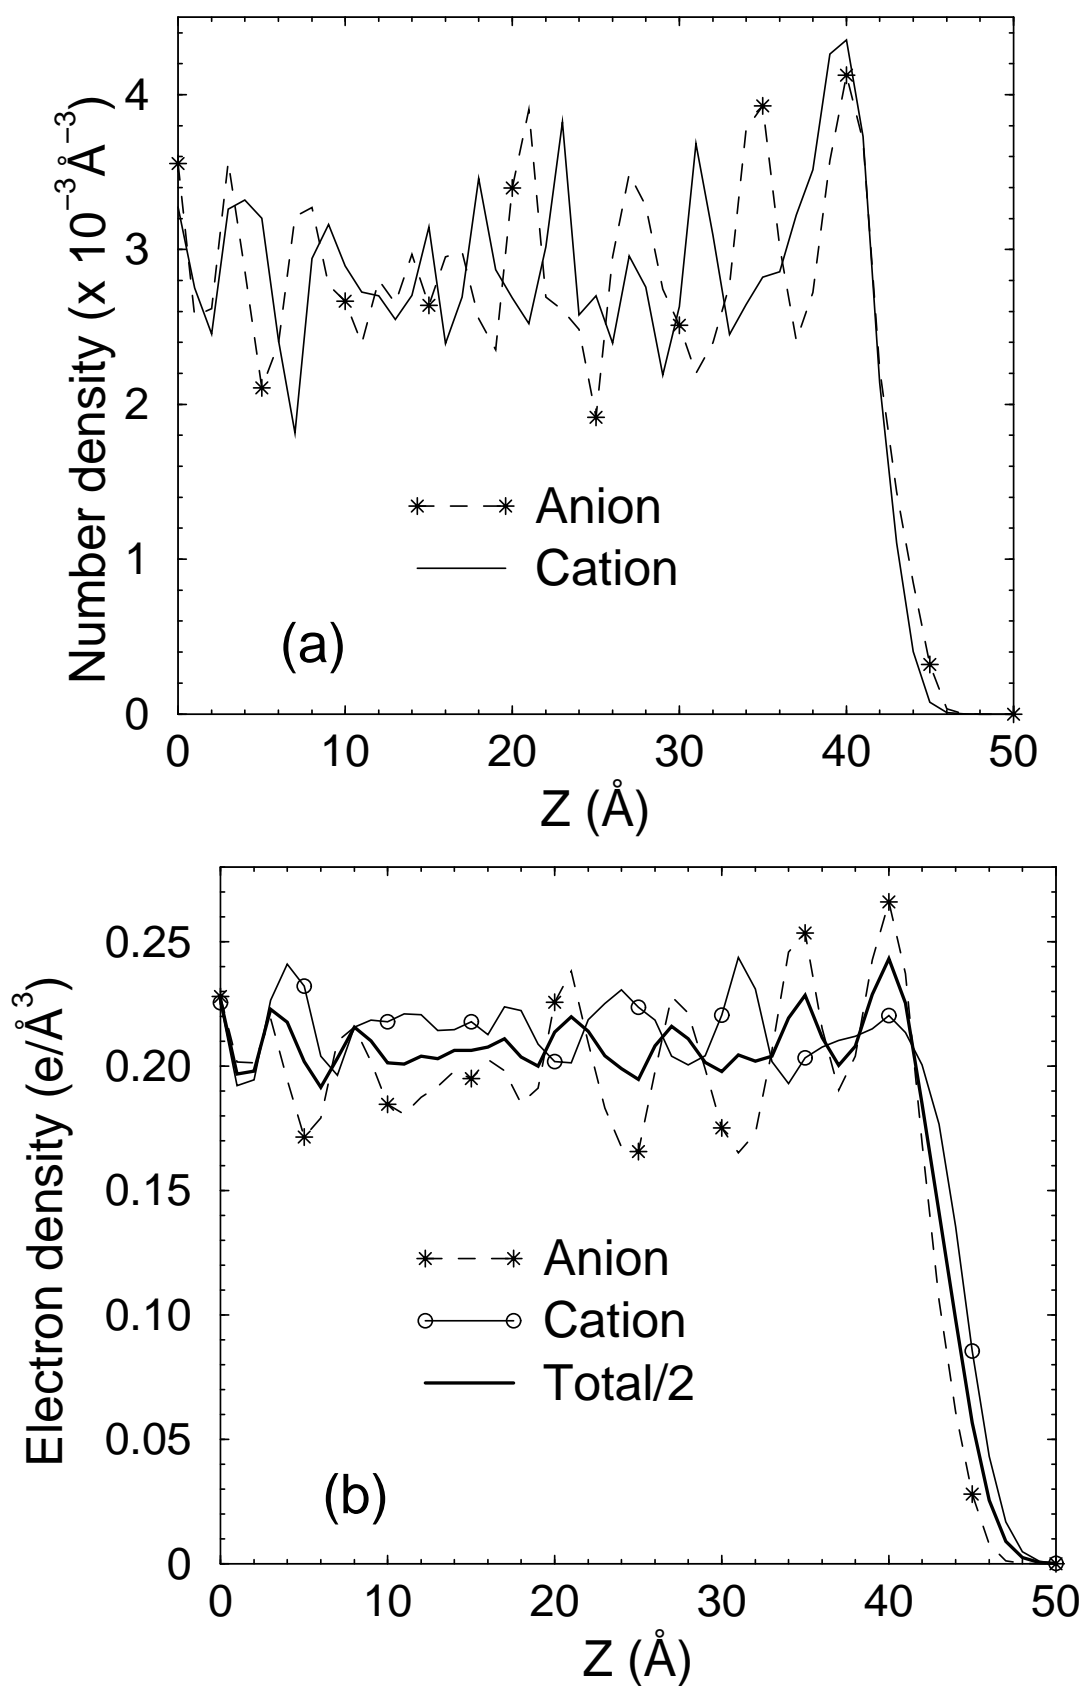 Number density (x 10⁻³Å⁻³)
4
3
2
1
0
Anion
Cation
(a)
0 10 20 30 40 50
Z (Å)
Electron density (e/Å³)
0.25
0.20
0.15
0.10
0.05
0
Anion
Cation
Total/2
(b)
0 10 20 30 40 50
Z (Å)